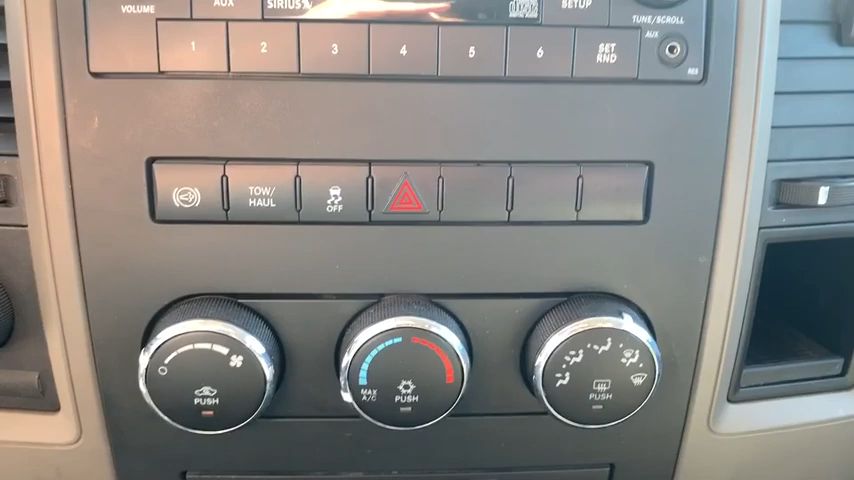 VOLUME
AUX
SIRIUS
SETUP
TUNE/SCROLL
1
2
3
4
5
6
SET
RND
AUX
RES
TOW/
HAUL
OFF
PUSH
MAX
A/C
PUSH
PUSH